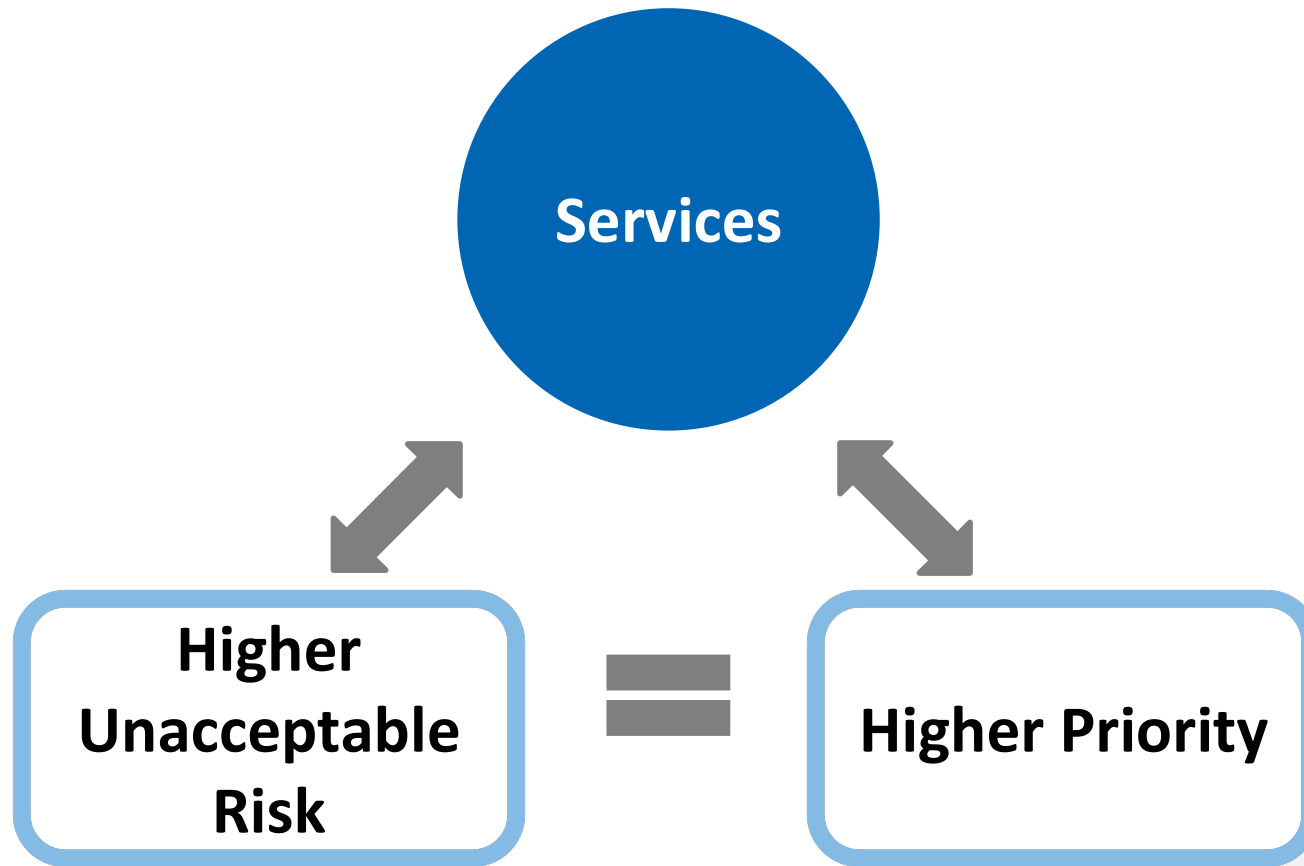 Services
Higher
Unacceptable
Risk
Higher Priority